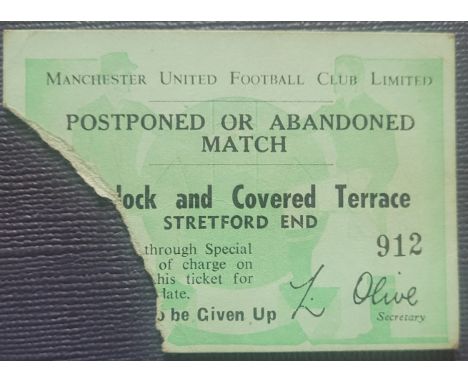 MANCHESTER UNITED FOOTBALL CLUB LIMITED
POSTPONED OR ABANDONED
MATCH
lock and Covered Terrace
STRETFORD END
through Special
of charge on
this ticket for
date.
912
be Given Up
L. Olive
Secretary